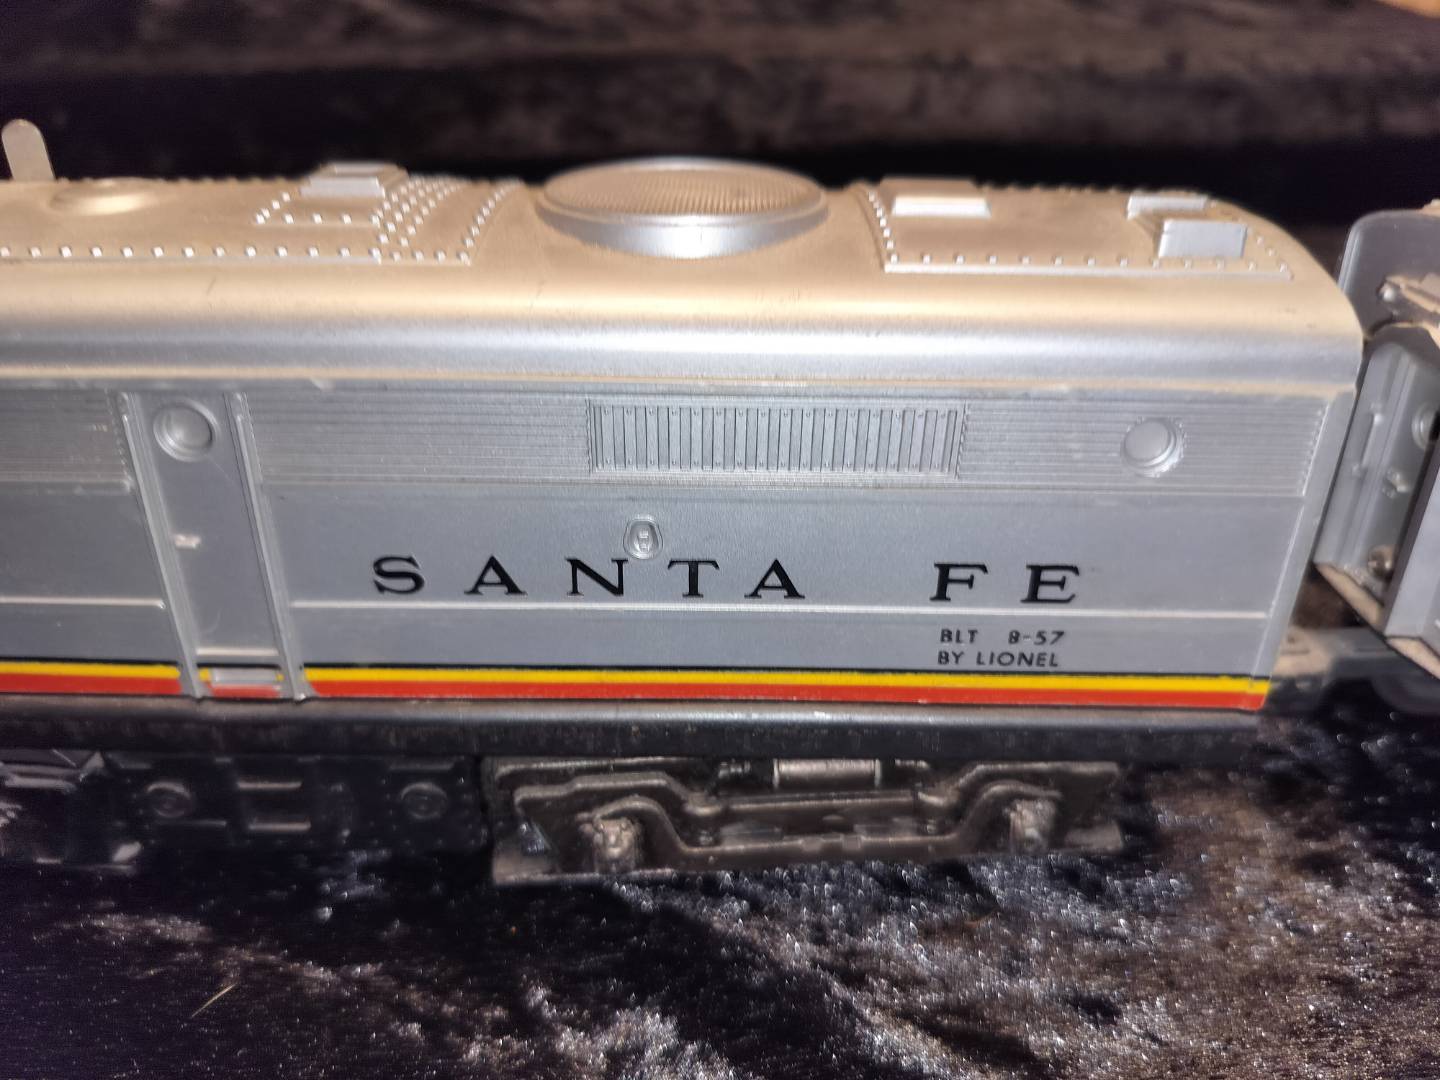 SANTA FE
BLT 8-57
BY LIONEL